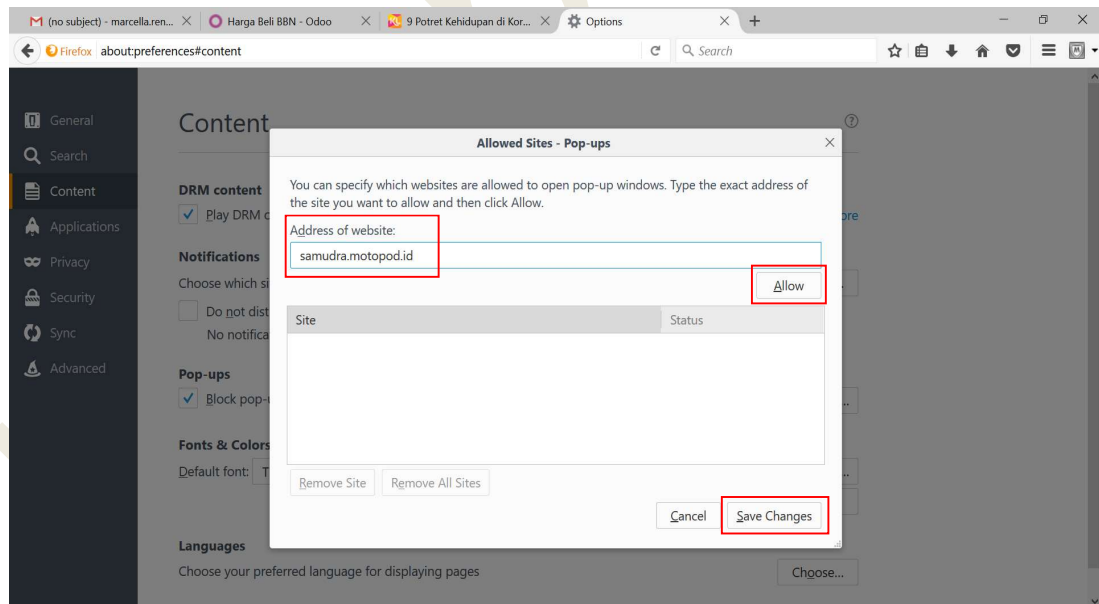 (no subject) - marcella.ren...
Harga Beli BBN - Odoo
9 Potret Kehidupan di Kor...
Options
Firefox
about:preferences#content
Search
General
Search
Content
Applications
Privacy
Security
Sync
Advanced
Content
DRM content
Play DRM c
ore
Notifications
Choose which si
Do not dist
No notifica
Pop-ups
Block pop-
Fonts & Colors
Default font:
T
Languages
Choose your preferred language for displaying pages
Choose...
Allowed Sites - Pop-ups
You can specify which websites are allowed to open pop-up windows. Type the exact address of
the site you want to allow and then click Allow.
Address of website:
samudra.motopod.id
Allow
Site
Status
Remove Site
Remove All Sites
Cancel
Save Changes